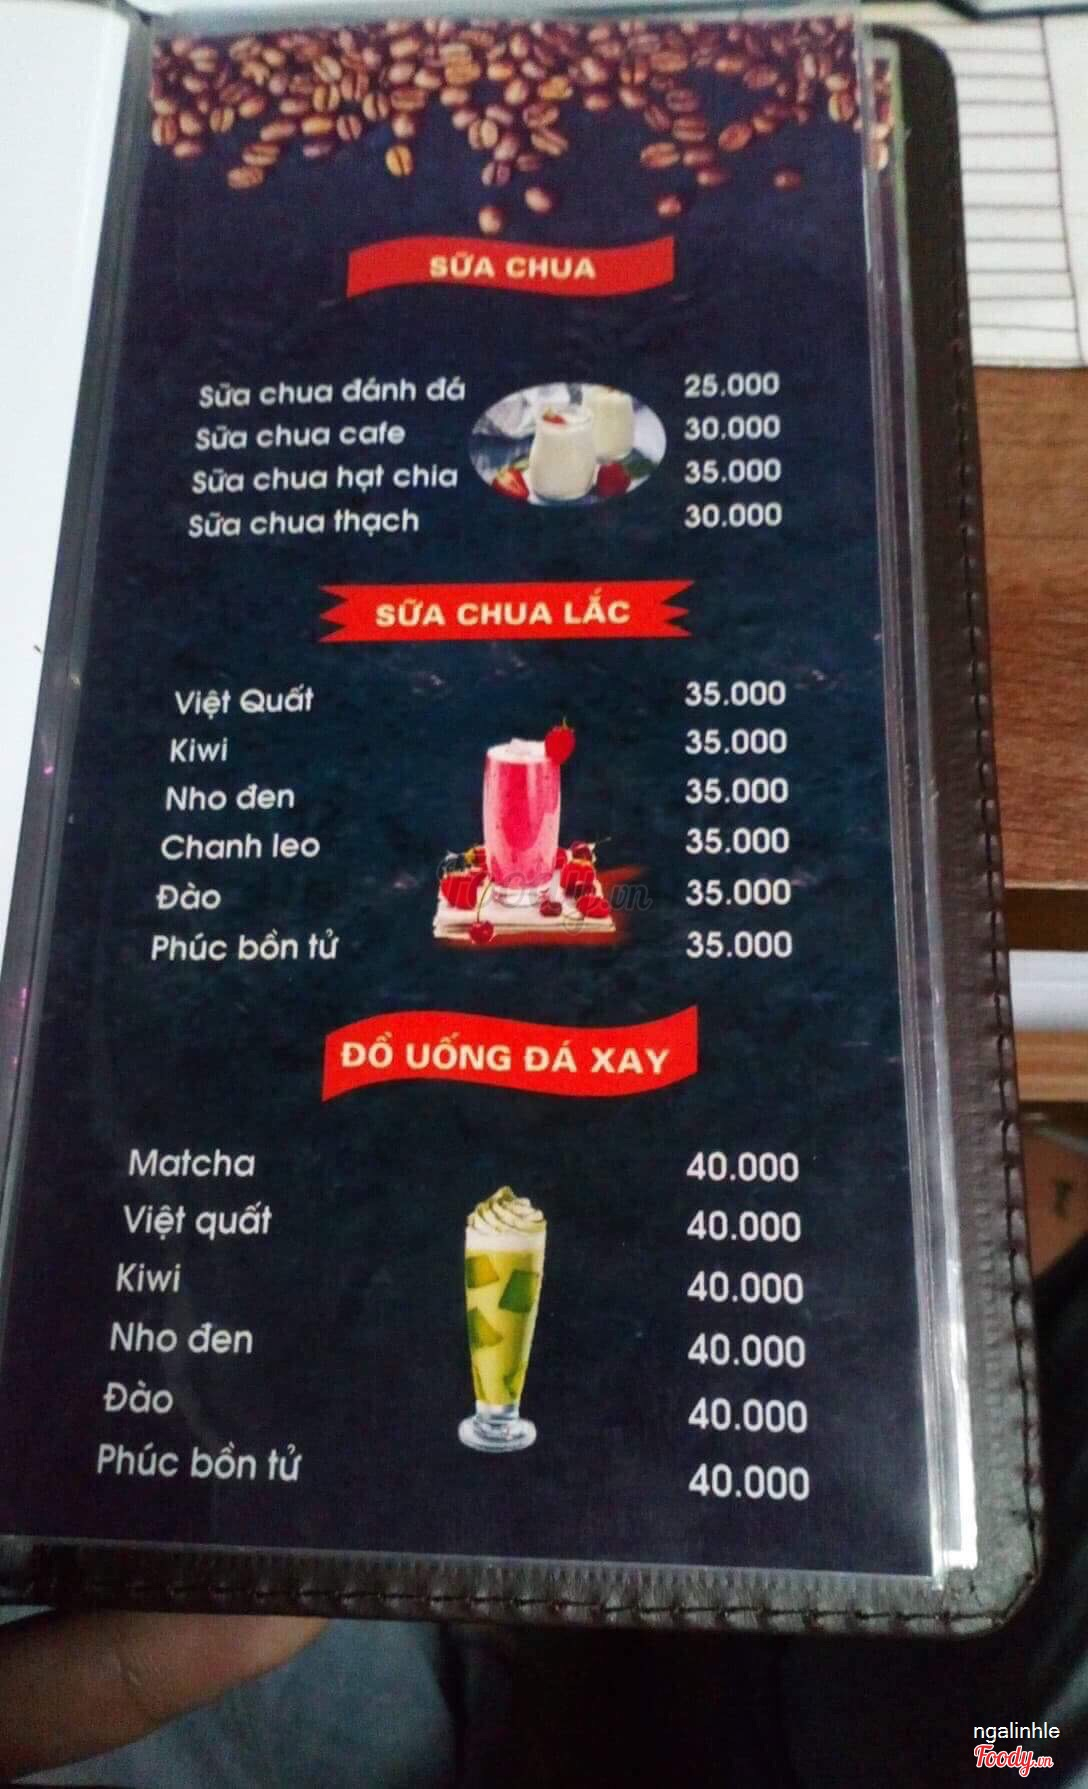 SỮA CHUA
Sữa chua đánh đá 25.000
Sữa chua cafe 30.000
Sữa chua hạt chia 35.000
Sữa chua thạch 30.000
SỮA CHUA LẮC
Việt Quất 35.000
Kiwi 35.000
Nho đen 35.000
Chanh leo 35.000
Đào 35.000
Phúc bồn tử 35.000
Foody.vn
ĐỒ UỐNG ĐÁ XAY
Matcha 40.000
Việt quất 40.000
Kiwi 40.000
Nho đen 40.000
Đào 40.000
Phúc bồn tử 40.000
ngalinhle
Foody.vn